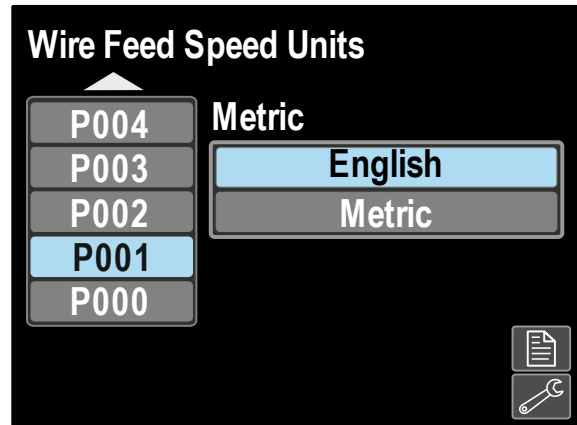 Wire Feed Speed Units
P004
P003
P002
P001
P000
Metric
English
Metric